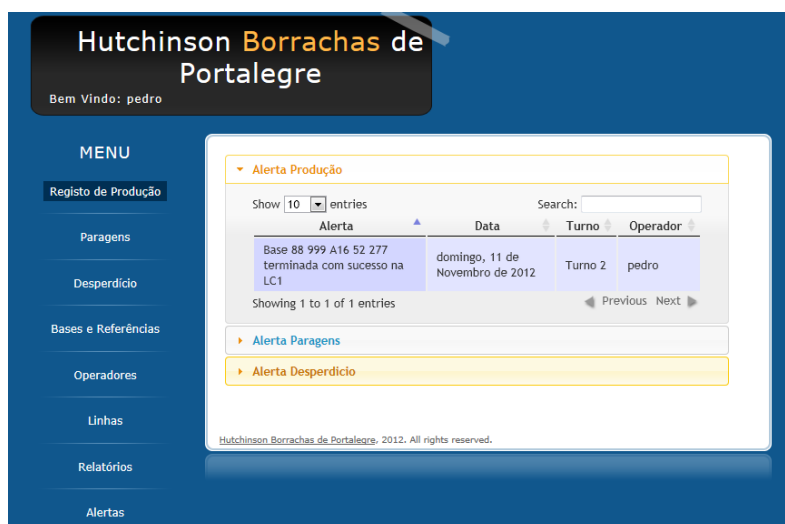 Hutchinson Borrachas de
Portalegre
Bem Vindo: pedro
MENU
Registo de Produção
Paragens
Desperdício
Bases e Referências
Operadores
Linhas
Relatórios
Alertas
Alerta Produção
Show 10 entries Search:
Alerta Data Turno Operador
Base 88 999 A16 52 277
terminada com sucesso na
LC1
domingo, 11 de
Novembro de 2012
Turno 2
pedro
Showing 1 to 1 of 1 entries Previous Next
Alerta Paragens
Alerta Desperdicio
Hutchinson Borrachas de Portalegre, 2012. All rights reserved.